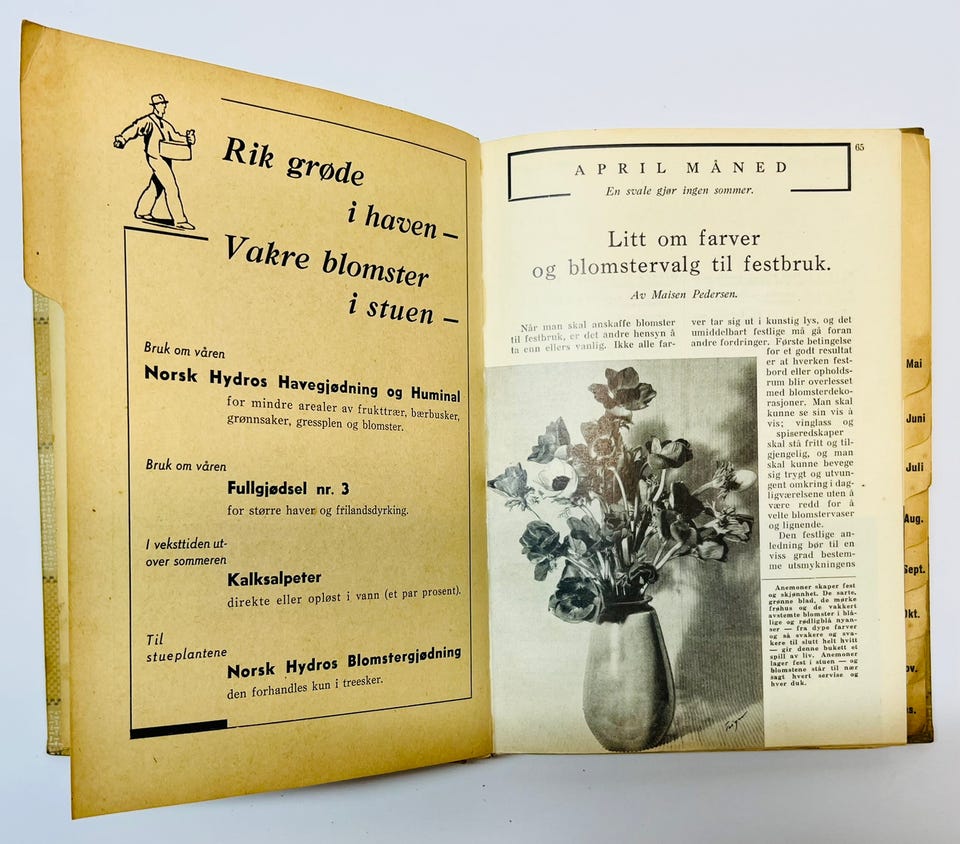 Rik grøde
i haven —
Vakre blomster
i stuen —
Bruk om våren
Norsk Hydros Havegjødning og Huminal
for mindre arealer av frukttrær, bærbusker,
grønnsaker, gressplen og blomster.
Bruk om våren
Fullgjødsel nr. 3
for større haver og frilandsdyrking.
I veksttiden ut-
over sommeren
Kalksalpeter
direkte eller opløst i vann (et par prosent).
Til
stueplantene
Norsk Hydros Blomstergjødning
den forhandles kun i treesker.
65
APRIL MÅNED
En svale gjør ingen sommer.
Litt om farver
og blomstervalg til festbruk.
Av Maisen Pedersen.
Når man skal anskaffe blomster
til festbruk, er det andre hensyn å
ta enn ellers vanlig. Ikke alle far-
ver tar sig ut i kunstig lys, og det
umiddelbart festlige må gå foran
andre fordringer. Første betingelse
for et godt resultat
er at hverken fest-
bord eller opholds-
rum blir overlesset
med blomsterdeko-
rasjoner. Man skal
kunne se sin vis à
vis; vinglass og
spiseredskaper
skal stå fritt og til-
gjengelig, og man
skal kunne bevege
sig trygt og utvun-
gent omkring i dag-
ligværelsene uten å
være redd for å
velte blomstervaser
og lignende.
Den festlige an-
ledning bør til en
viss grad bestem-
me utsmykningens
Anemoner skaper fest
og skjønnhet. De sarte,
grønne blad, de mørke
frøhus og de vakkert
avstemte blomster i blå-
lige og rødligblå nyan-
ser — fra dype farver
og så svakere og sva-
kere til slutt helt hvitt
— gir denne bukett et
spill av liv. Anemoner
lager fest i stuen — og
blomstene står til nær
sagt hvert servise og
hver duk.
Mai
Juni
Juli
Aug.
Sept.
Okt.